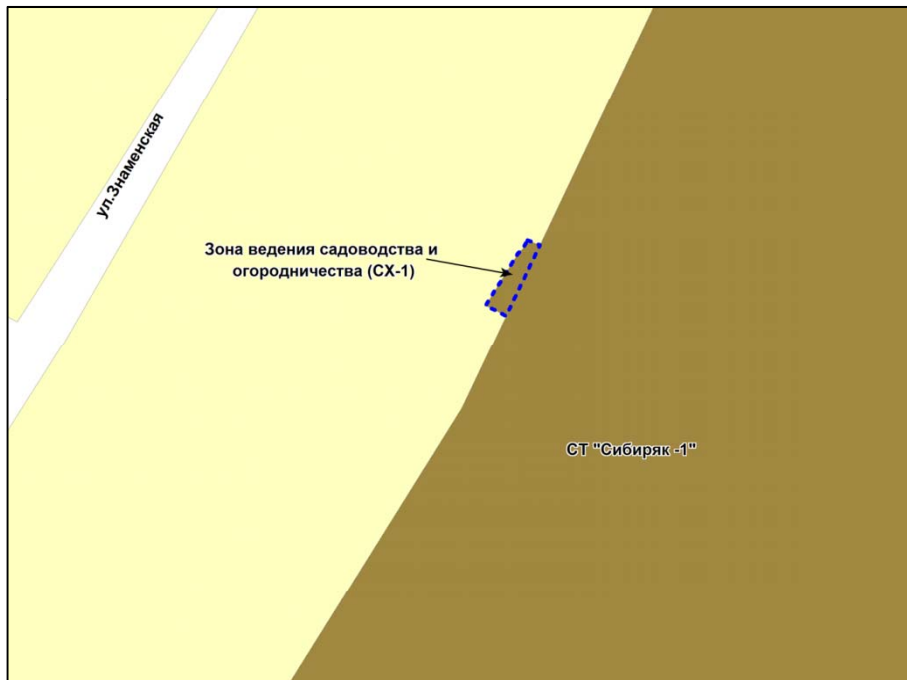 ул.Знаменская
Зона ведения садоводства и
огородничества (СХ-1)
СТ "Сибиряк -1"